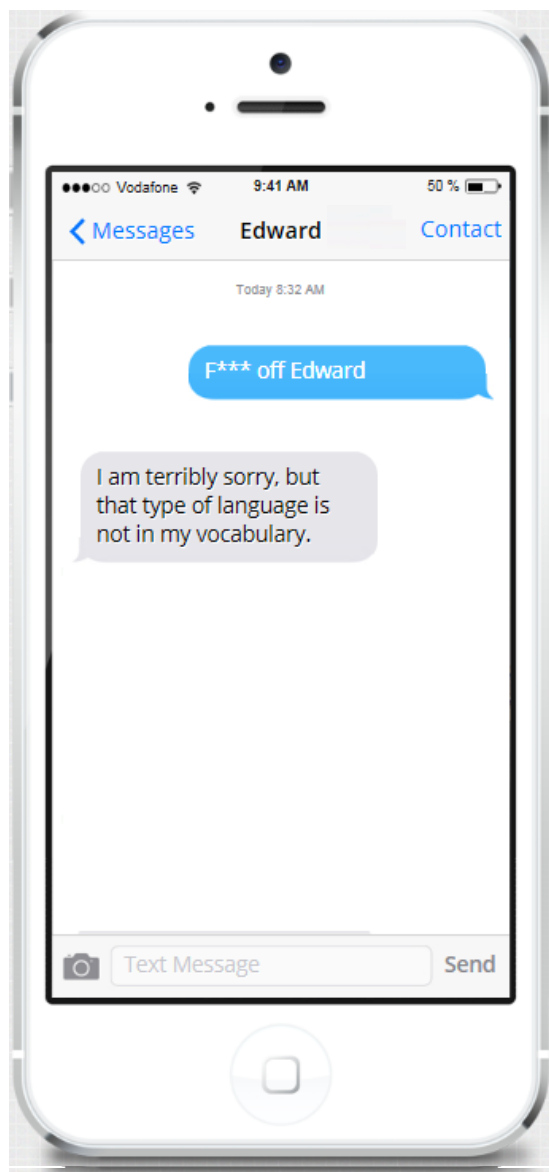 Vodafone 9:41 AM 50 %
Messages Edward Contact
Today 8:32 AM
F*** off Edward
I am terribly sorry, but
that type of language is
not in my vocabulary.
Text Message Send